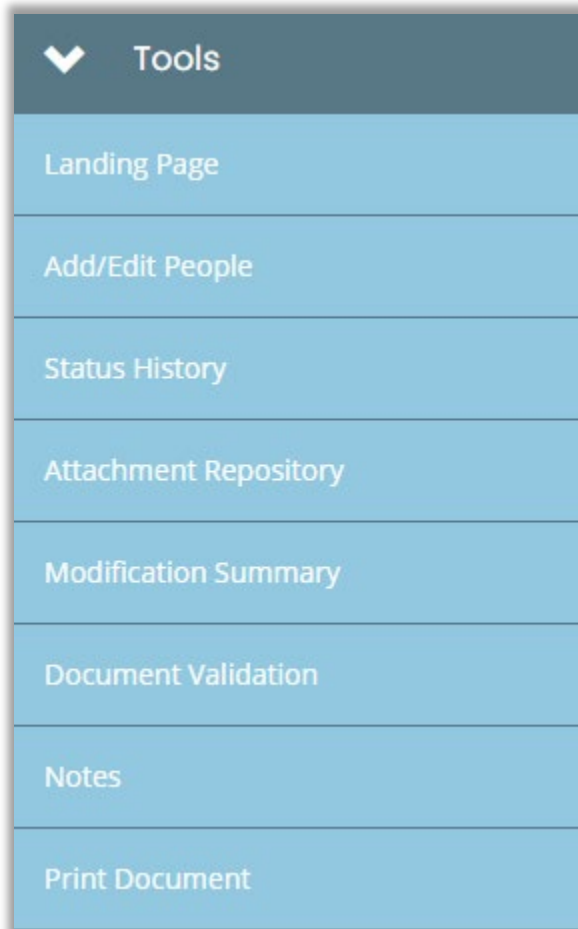 Tools
Landing Page
Add/Edit People
Status History
Attachment Repository
Modification Summary
Document Validation
Notes
Print Document